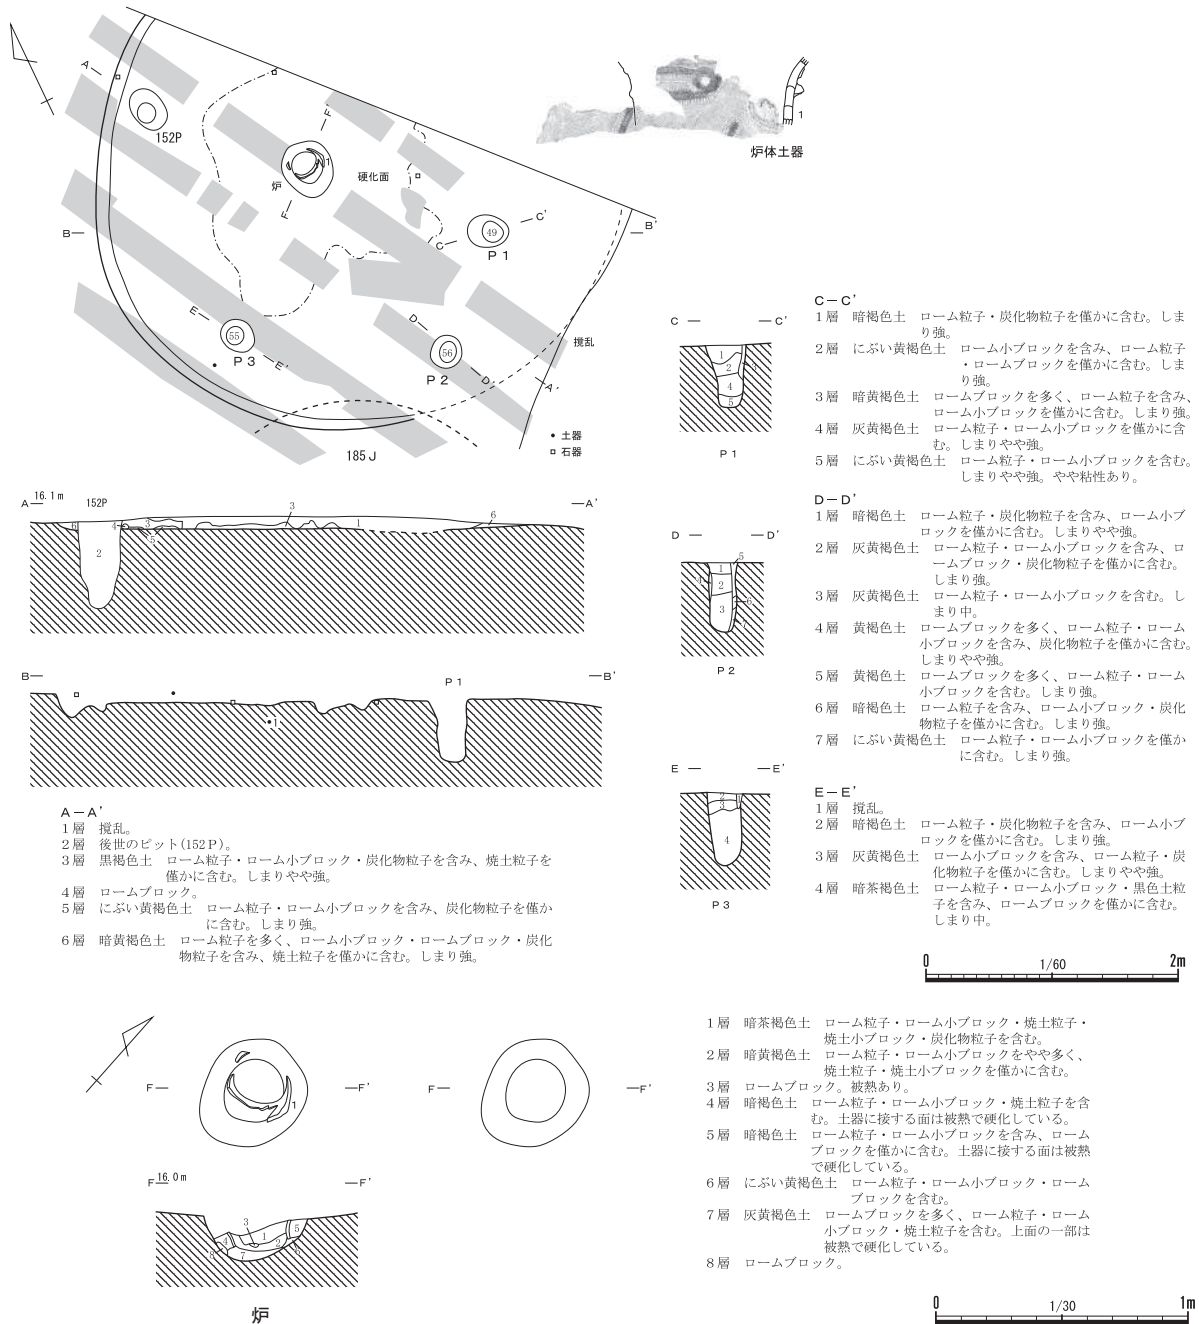 A
152P
F
炉
1
硬化面
F'
B
B'
C
C'
49
P 1
E
55
P 3
E'
D
56
P 2
D'
攪乱
A'
185 J
● 土器
□ 石器
1
炉体土器
C
C'
1
2
3
4
5
P 1
C－C'
1層　暗褐色土　ローム粒子・炭化物粒子を僅かに含む。しま
り強。
2層　にぶい黄褐色土　ローム小ブロックを含み、ローム粒子
・ロームブロックを僅かに含む。しま
り強。
3層　暗黄褐色土　ロームブロックを多く、ローム粒子を含み、
ローム小ブロックを僅かに含む。しまり強。
4層　灰黄褐色土　ローム粒子・ローム小ブロックを僅かに含
む。しまりやや強。
5層　にぶい黄褐色土　ローム粒子・ローム小ブロックを含む。
しまりやや強。やや粘性あり。
D
D'
1
2
3
4
5
6
7
P 2
D－D'
1層　暗褐色土　ローム粒子・炭化物粒子を含み、ローム小ブ
ロックを僅かに含む。しまりやや強。
2層　灰黄褐色土　ローム粒子・ローム小ブロックを含み、ロ
ームブロック・炭化物粒子を僅かに含む。
しまり強。
3層　灰黄褐色土　ローム粒子・ローム小ブロックを含む。し
まり中。
4層　黄褐色土　ロームブロックを多く、ローム粒子・ローム
小ブロックを含み、炭化物粒子を僅かに含む。
しまりやや強。
5層　黄褐色土　ロームブロックを多く、ローム粒子・ローム
小ブロックを含む。しまり強。
6層　暗褐色土　ローム粒子を含み、ローム小ブロック・炭化
物粒子を僅かに含む。しまり強。
7層　にぶい黄褐色土　ローム粒子・ローム小ブロックを僅か
に含む。しまり強。
E
E'
1
2
3
4
P 3
E－E'
1層　攪乱。
2層　暗褐色土　ローム粒子・炭化物粒子を含み、ローム小ブ
ロックを僅かに含む。しまり強。
3層　灰黄褐色土　ローム小ブロックを含み、ローム粒子・炭
化物粒子を僅かに含む。しまりやや強。
4層　暗茶褐色土　ローム粒子・ローム小ブロック・黒色土粒
子を含み、ロームブロックを僅かに含む。
しまり中。
0
1/60
2m
A
16.1m
152P
A'
1
2
3
3
4
5
6
6
B
P 1
B'
1
A－A'
1層　攪乱。
2層　後世のピット(152P)。
3層　黒褐色土　ローム粒子・ローム小ブロック・炭化物粒子を含み、焼土粒子を
僅かに含む。しまりやや強。
4層　ロームブロック。
5層　にぶい黄褐色土　ローム粒子・ローム小ブロックを含み、炭化物粒子を僅か
に含む。しまり強。
6層　暗黄褐色土　ローム粒子を多く、ローム小ブロック・ロームブロック・炭化
物粒子を含み、焼土粒子を僅かに含む。しまり強。
F
F'
1
F
F'
F
16.0m
F'
1
2
3
4
5
6
7
8
炉
1層　暗茶褐色土　ローム粒子・ローム小ブロック・焼土粒子・
焼土小ブロック・炭化物粒子を含む。
2層　暗黄褐色土　ローム粒子・ローム小ブロックをやや多く、
焼土粒子・焼土小ブロックを僅かに含む。
3層　ロームブロック。被熱あり。
4層　暗褐色土　ローム粒子・ローム小ブロック・焼土粒子を含
む。土器に接する面は被熱で硬化している。
5層　暗褐色土　ローム粒子・ローム小ブロックを含み、ローム
ブロックを僅かに含む。土器に接する面は被熱
で硬化している。
6層　にぶい黄褐色土　ローム粒子・ローム小ブロック・ローム
ブロックを含む。
7層　灰黄褐色土　ロームブロックを多く、ローム粒子・ローム
小ブロック・焼土粒子を含む。上面の一部は
被熱で硬化している。
8層　ロームブロック。
0
1/30
1m